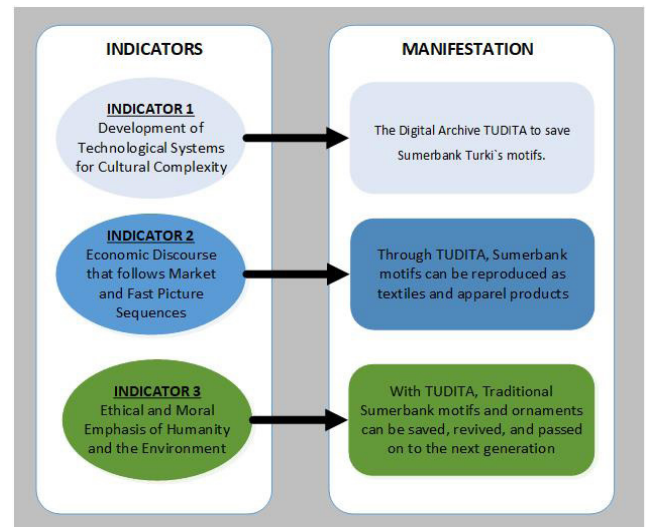 INDICATORS
INDICATOR 1
Development of
Technological Systems
for Cultural Complexity
INDICATOR 2
Economic Discourse
that follows Market
and Fast Picture
Sequences
INDICATOR 3
Ethical and Moral
Emphasis of Humanity
and the Environment
MANIFESTATION
The Digital Archive TUDITA to save
Sumerbank Turki`s motifs.
Through TUDITA, Sumerbank
motifs can be reproduced as
textiles and apparel products
With TUDITA, Traditional
Sumerbank motifs and ornaments
can be saved, revived, and passed
on to the next generation